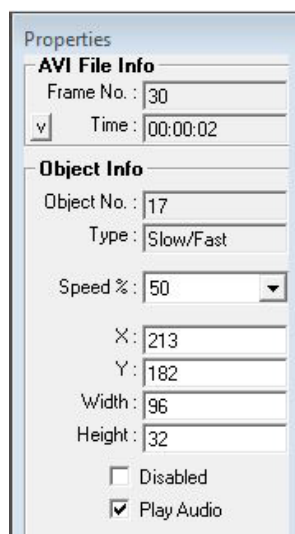 Properties
AVI File Info
Frame No. : 30
v Time : 00:00:02
Object Info
Object No. : 17
Type : Slow/Fast
Speed % : 50
X : 213
Y : 182
Width : 96
Height : 32
Disabled
Play Audio